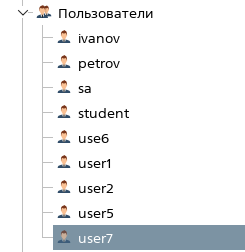 Пользователи
ivanov
petrov
sa
student
use6
user1
user2
user5
user7